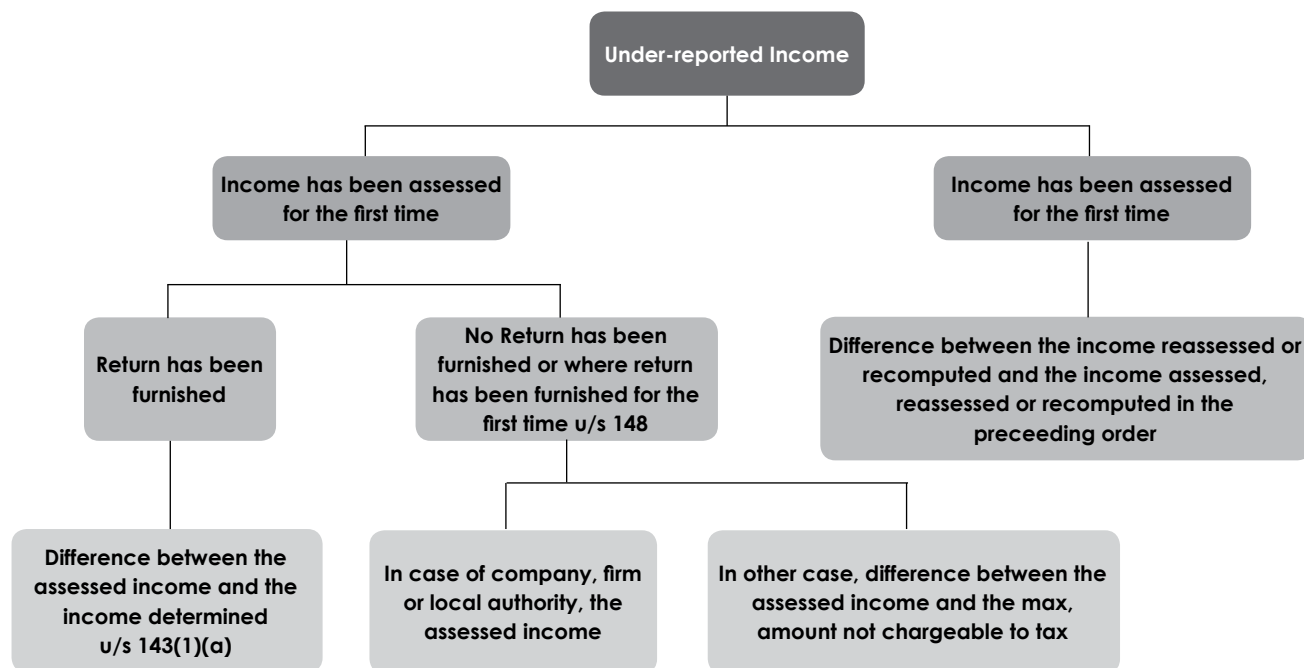 Under-reported Income
Income has been assessed
for the first time
Income has been assessed
for the first time
Return has been
furnished
No Return has been
furnished or where return
has been furnished for the
first time u/s 148
Difference between the income reassessed or
recomputed and the income assessed,
reassessed or recomputed in the
preceeding order
Difference between the
assessed income and the
income determined
u/s 143(1)(a)
In case of company, firm
or local authority, the
assessed income
In other case, difference between the
assessed income and the max,
amount not chargeable to tax